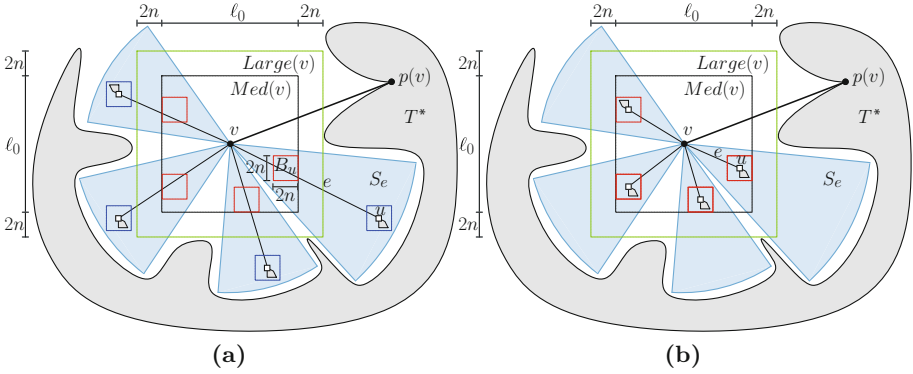 2n ℓ₀ 2n
2n
ℓ₀
2n
Large(v)
Med(v)
p(v)
T*
v
2n
B_u
e
2n
S_e
u
(a)
2n ℓ₀ 2n
2n
ℓ₀
2n
Large(v)
Med(v)
p(v)
T*
v
e
u
S_e
(b)